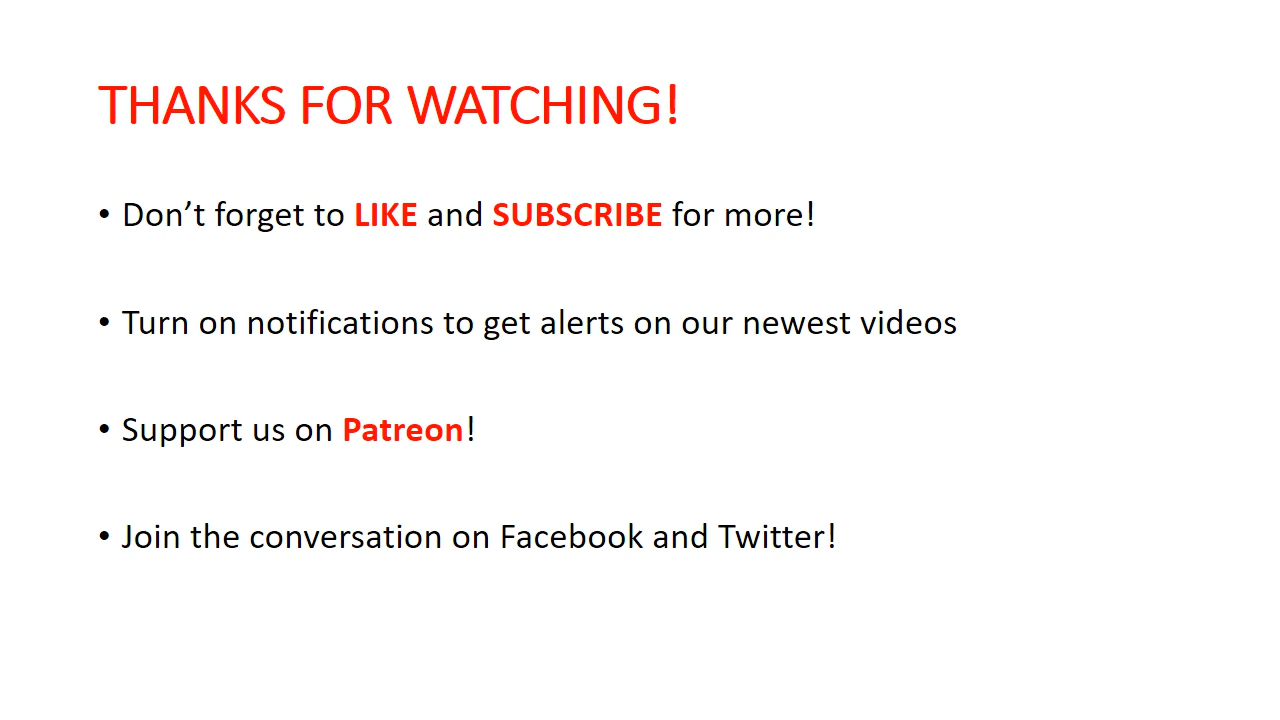 THANKS FOR WATCHING!
• Don’t forget to LIKE and SUBSCRIBE for more!
• Turn on notifications to get alerts on our newest videos
• Support us on Patreon!
• Join the conversation on Facebook and Twitter!